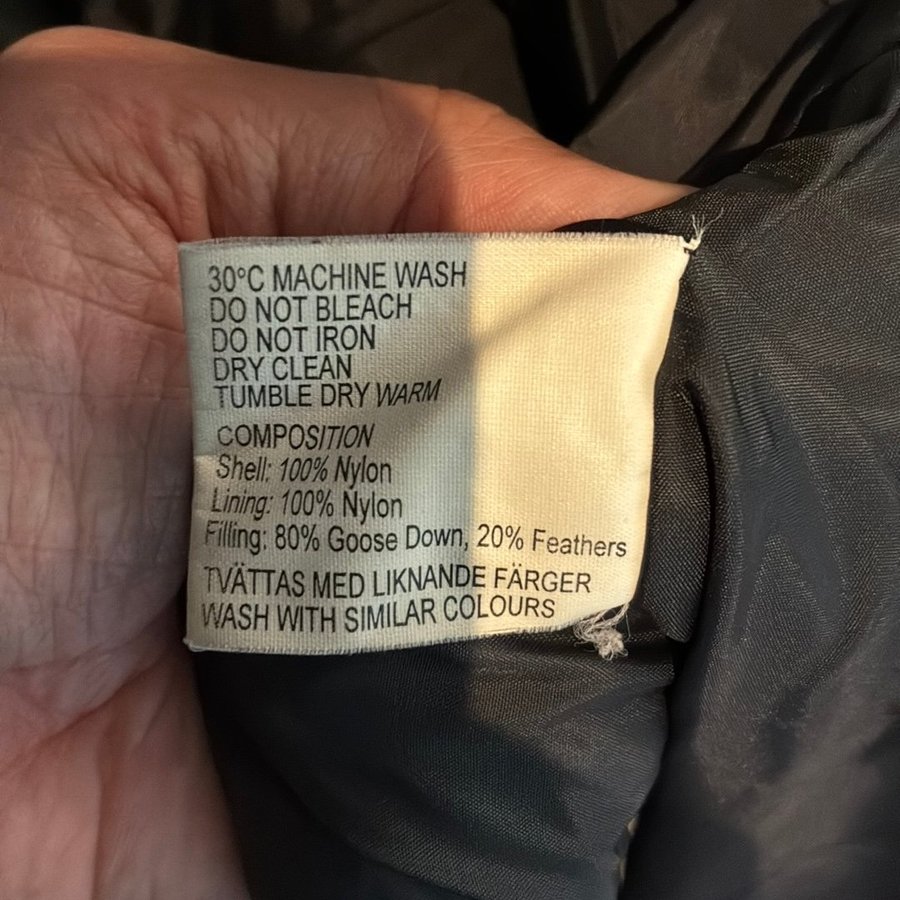 30°C MACHINE WASH
DO NOT BLEACH
DO NOT IRON
DRY CLEAN
TUMBLE DRY WARM
COMPOSITION
Shell: 100% Nylon
Lining: 100% Nylon
Filling: 80% Goose Down, 20% Feathers
TVÄTTAS MED LIKNANDE FÄRGER
WASH WITH SIMILAR COLOURS